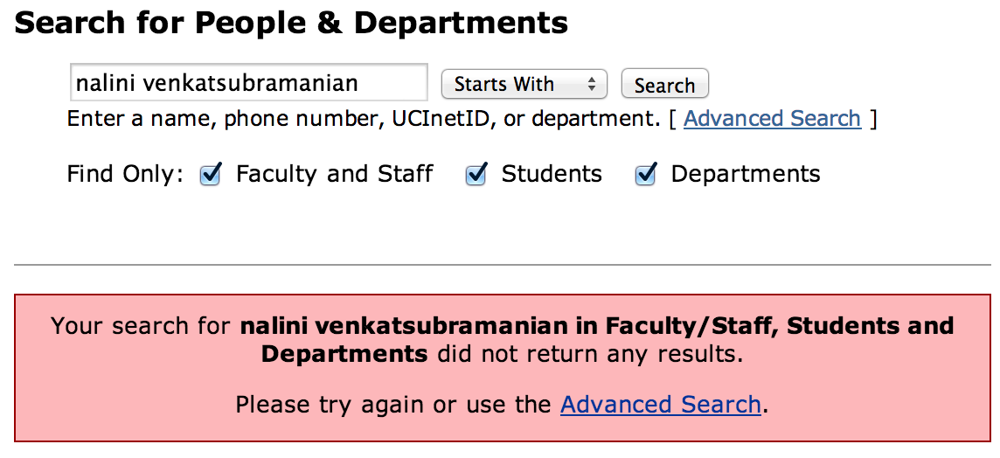 Search for People & Departments
nalini venkatsubramanian Starts With Search
Enter a name, phone number, UCInetID, or department. [ Advanced Search ]
Find Only: Faculty and Staff Students Departments
Your search for nalini venkatsubramanian in Faculty/Staff, Students and
Departments did not return any results.
Please try again or use the Advanced Search.